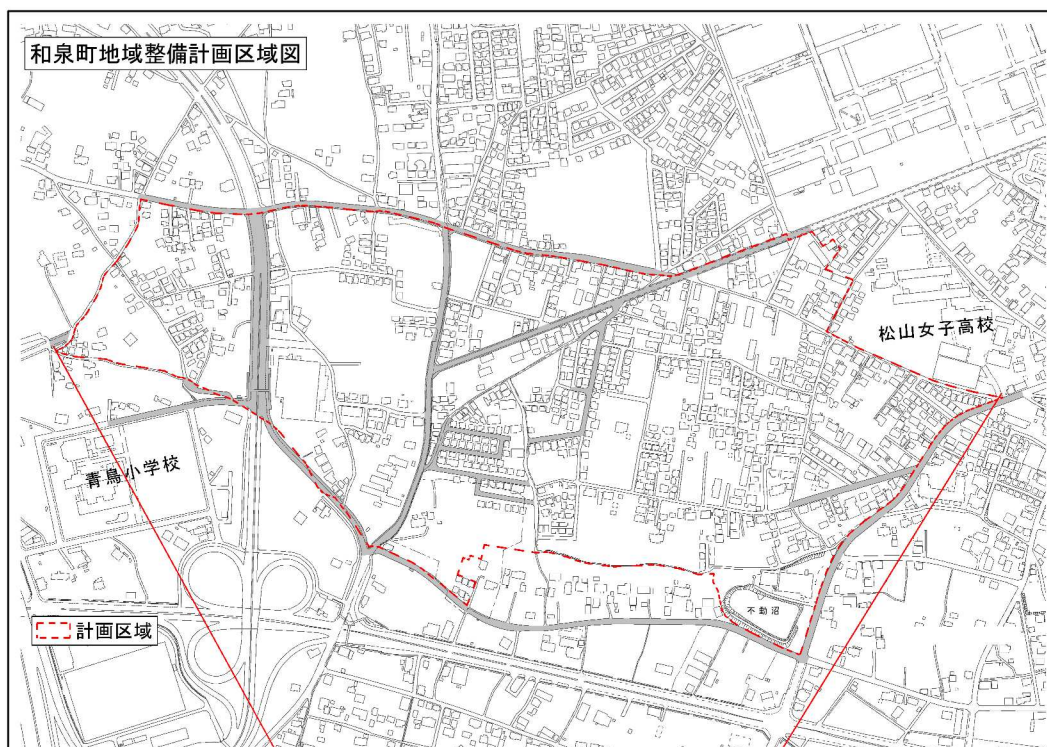 和泉町地域整備計画区域図
松山女子高校
青鳥小学校
不動沼
計画区域